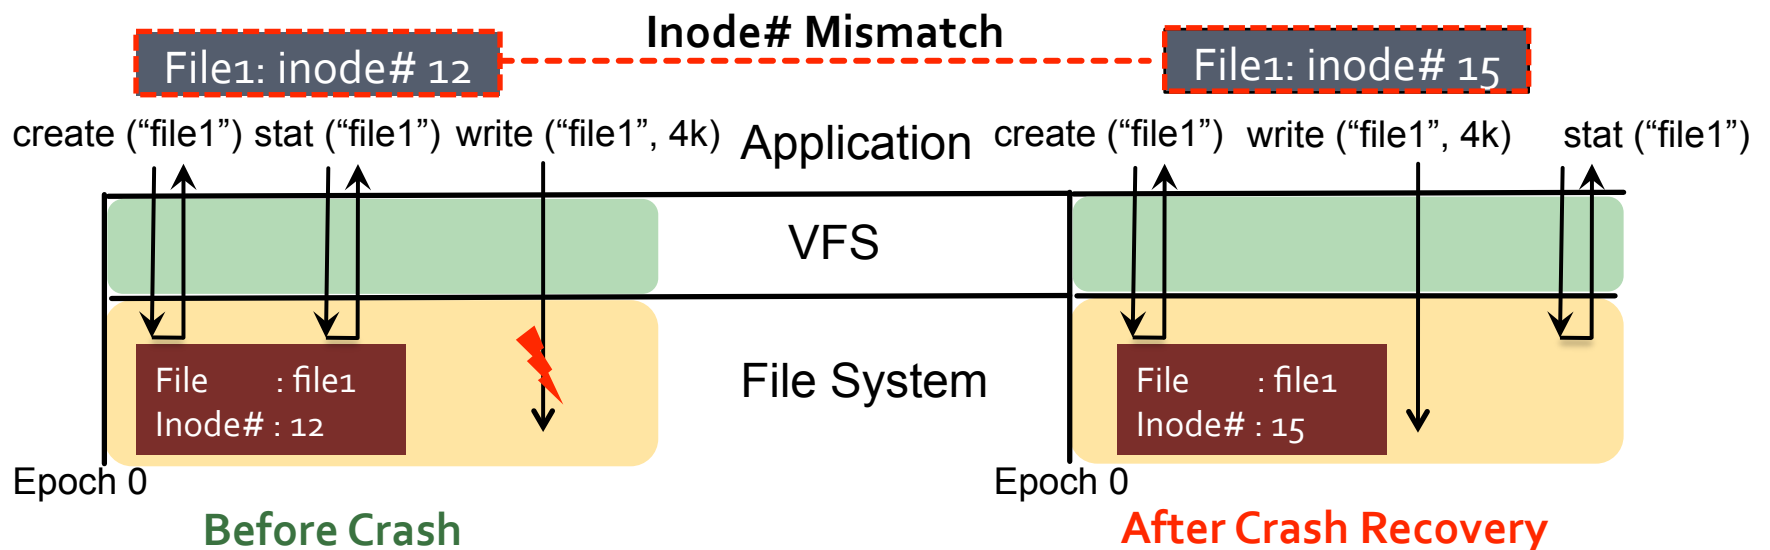 Inode# Mismatch
File1: inode# 12
File1: inode# 15
create (“file1”) stat (“file1”) write (“file1”, 4k)
Application
create (“file1”) write (“file1”, 4k) stat (“file1”)
VFS
File System
File : file1
Inode# : 12
File : file1
Inode# : 15
Epoch 0
Epoch 0
Before Crash
After Crash Recovery